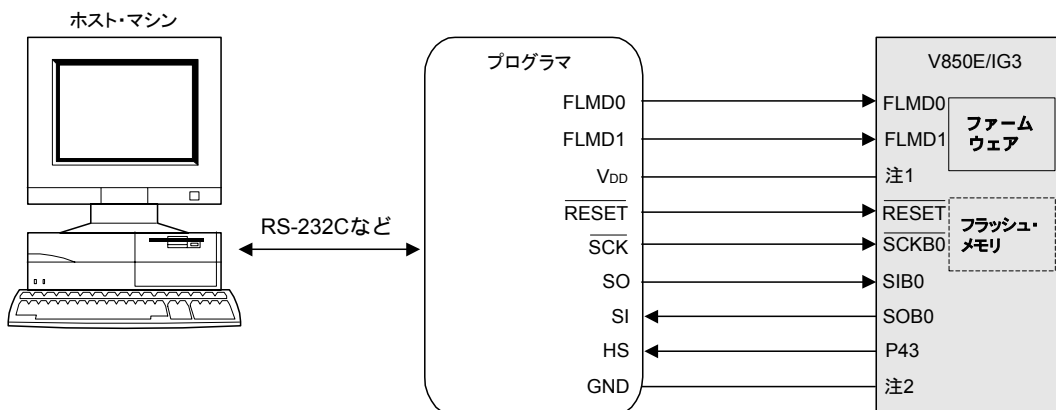 ホスト・マシン
RS-232Cなど
プログラマ
FLMD0
FLMD1
VDD
RESET
SCK
SO
SI
HS
GND
V850E/IG3
FLMD0
FLMD1
注1
RESET
SCKB0
SIB0
SOB0
P43
注2
ファーム
ウェア
フラッシュ・
メモリ